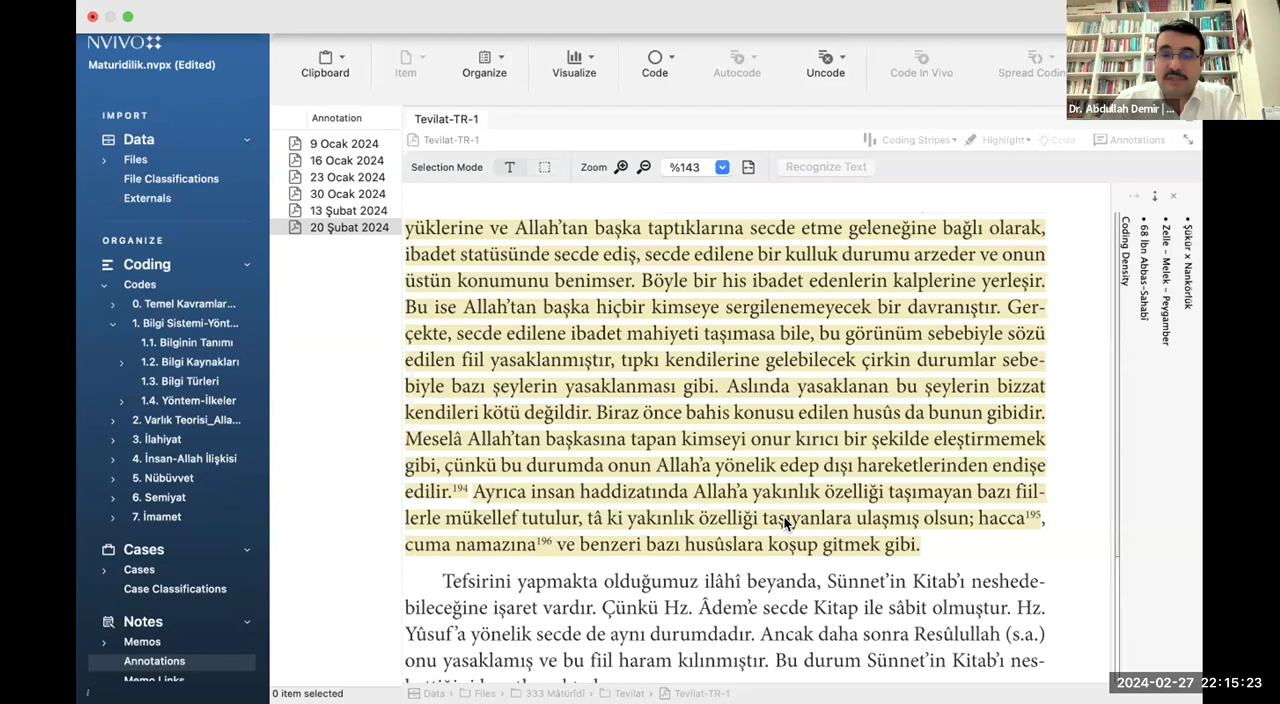 NVIVO
Maturidilik.nvpx (Edited)
IMPORT
Data
Files
File Classifications
Externals
ORGANIZE
Coding
Codes
0. Temel Kavramlar...
1. Bilgi Sistemi-Yönt...
1.1. Bilginin Tanımı
1.2. Bilgi Kaynakları
1.3. Bilgi Türleri
1.4. Yöntem-İlkeler
2. Varlık Teorisi_Alla...
3. İlahiyat
4. İnsan-Allah İlişkisi
5. Nübüvvet
6. Semiyat
7. İmamet
Cases
Cases
Case Classifications
Notes
Memos
Annotations
Memo Links
Clipboard
Item
Organize
Visualize
Code
Autocode
Uncode
Code In Vivo
Spread Codin
Dr. Abdullah Demir | ...
Annotation
9 Ocak 2024
16 Ocak 2024
23 Ocak 2024
30 Ocak 2024
13 Şubat 2024
20 Şubat 2024
Tevilat-TR-1
Tevilat-TR-1
Coding Stripes
Highlight
Code
Annotations
Selection Mode
T
Zoom
%143
Recognize Text
yüklerine ve Allah’tan başka taptıklarına secde etme geleneğine bağlı olarak,
ibadet statüsünde secde ediş, secde edilene bir kulluk durumu arzeder ve onun
üstün konumunu benimser. Böyle bir his ibadet edenlerin kalplerine yerleşir.
Bu ise Allah’tan başka hiçbir kimseye sergilenemeyecek bir davranıştır. Ger-
çekte, secde edilene ibadet mahiyeti taşımasa bile, bu görünüm sebebiyle sözü
edilen fiil yasaklanmıştır, tıpkı kendilerine gelebilecek çirkin durumlar sebe-
biyle bazı şeylerin yasaklanması gibi. Aslında yasaklanan bu şeylerin bizzat
kendileri kötü değildir. Biraz önce bahis konusu edilen husûs da bunun gibidir.
Meselâ Allah’tan başkasına tapan kimseyi onur kırıcı bir şekilde eleştirmemek
gibi, çünkü bu durumda onun Allah’a yönelik edep dışı hareketlerinden endişe
edilir.194 Ayrıca insan haddizatında Allah’a yakınlık özelliği taşımayan bazı fiil-
lerle mükellef tutulur, tâ ki yakınlık özelliği taşıyanlara ulaşmış olsun; hacca195,
cuma namazına196 ve benzeri bazı husûslara koşup gitmek gibi.
Tefsirini yapmakta olduğumuz ilâhî beyanda, Sünnet’in Kitab’ı neshede-
bileceğine işaret vardır. Çünkü Hz. Âdem’e secde Kitap ile sâbit olmuştur. Hz.
Yûsuf’a yönelik secde de aynı durumdadır. Ancak daha sonra Resûlullah (s.a.)
onu yasaklamış ve bu fiil haram kılınmıştır. Bu durum Sünnet’in Kitab’ı nes-
Şükür x Nankörlük
Zelle - Melek - Peygamber
68 İbn Abbas-Sahabî
Coding Density
0 item selected
Data > Files > 333 Mâtürîdî > Tevilat > Tevilat-TR-1
2024-02-27 22:15:23